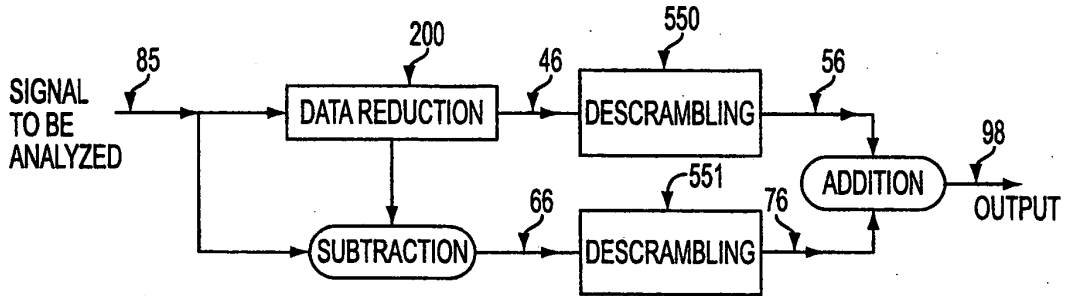 200
550
85
46
56
SIGNAL
TO BE
ANALYZED
DATA REDUCTION
DESCRAMBLING
98
ADDITION
OUTPUT
551
66
76
SUBTRACTION
DESCRAMBLING